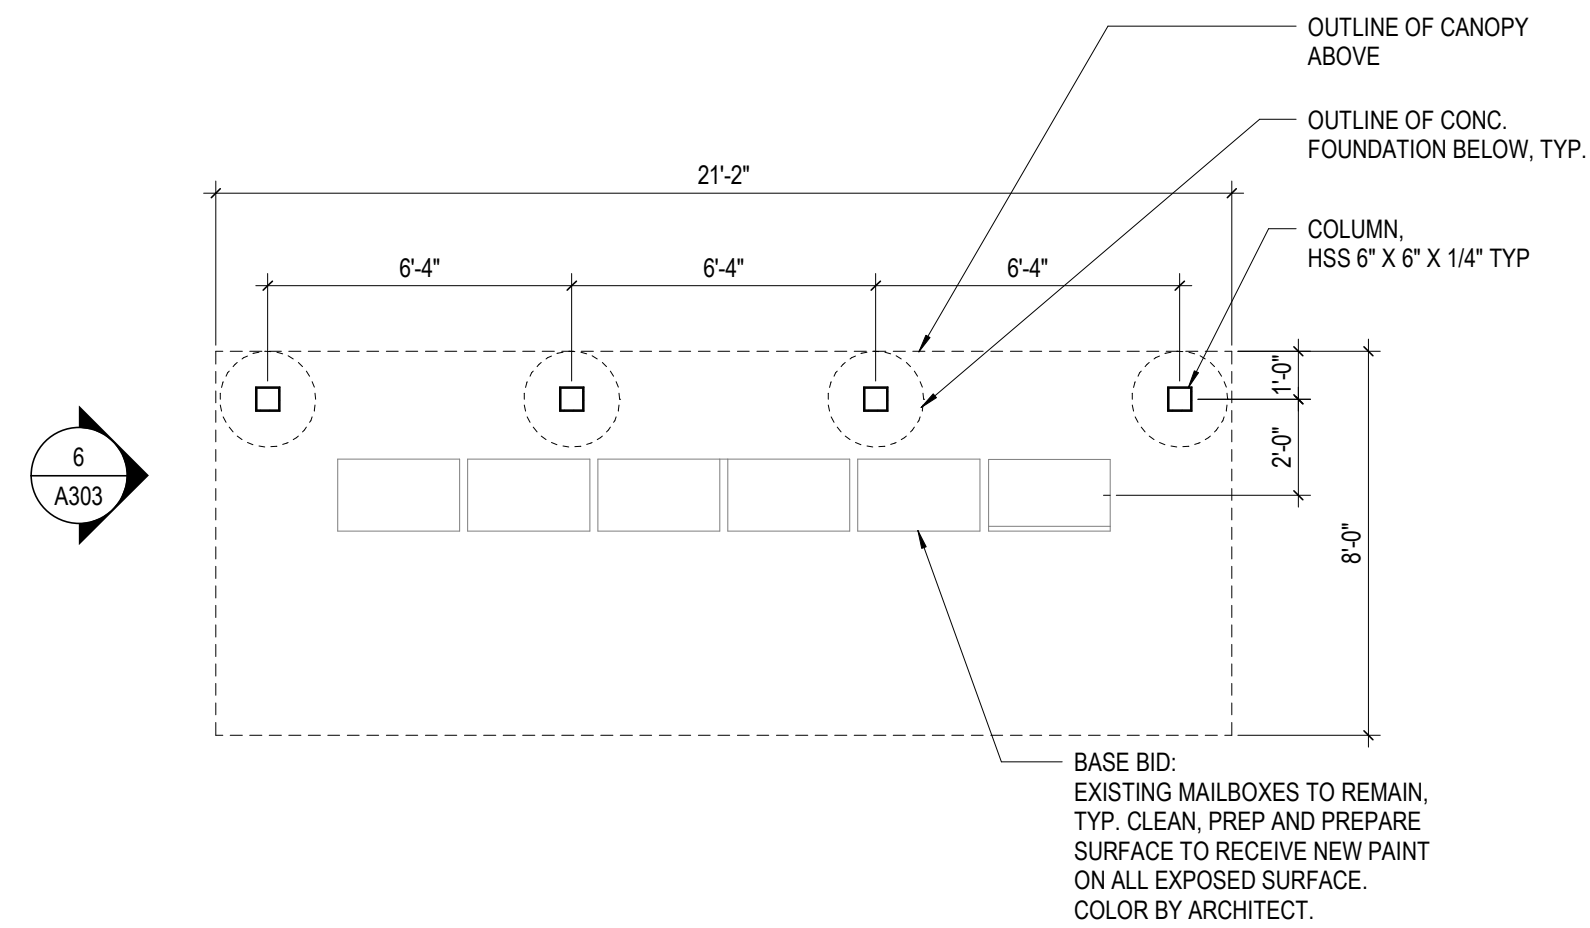 OUTLINE OF CANOPY
ABOVE
OUTLINE OF CONC.
FOUNDATION BELOW, TYP.
21'-2"
COLUMN,
HSS 6" X 6" X 1/4" TYP
6'-4"
6'-4"
6'-4"
1'-0"
2'-0"
8'-0"
6
A303
BASE BID:
EXISTING MAILBOXES TO REMAIN,
TYP. CLEAN, PREP AND PREPARE
SURFACE TO RECEIVE NEW PAINT
ON ALL EXPOSED SURFACE.
COLOR BY ARCHITECT.